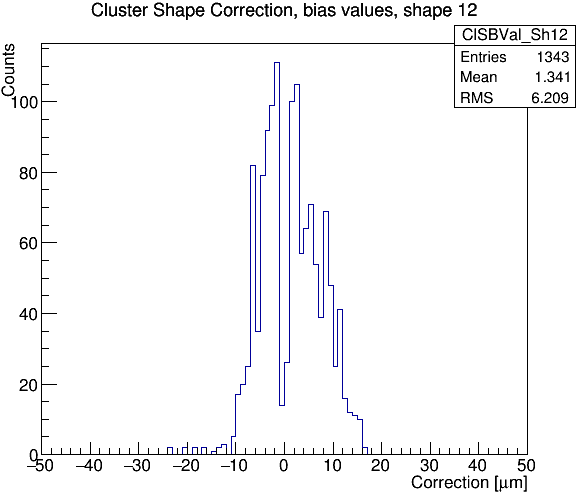 Cluster Shape Correction, bias values, shape 12
ClSBVal_Sh12
Entries 1343
Mean 1.341
RMS 6.209
Counts
100
80
60
40
20
0
−50 −40 −30 −20 −10 0 10 20 30 40 50
Correction [μm]